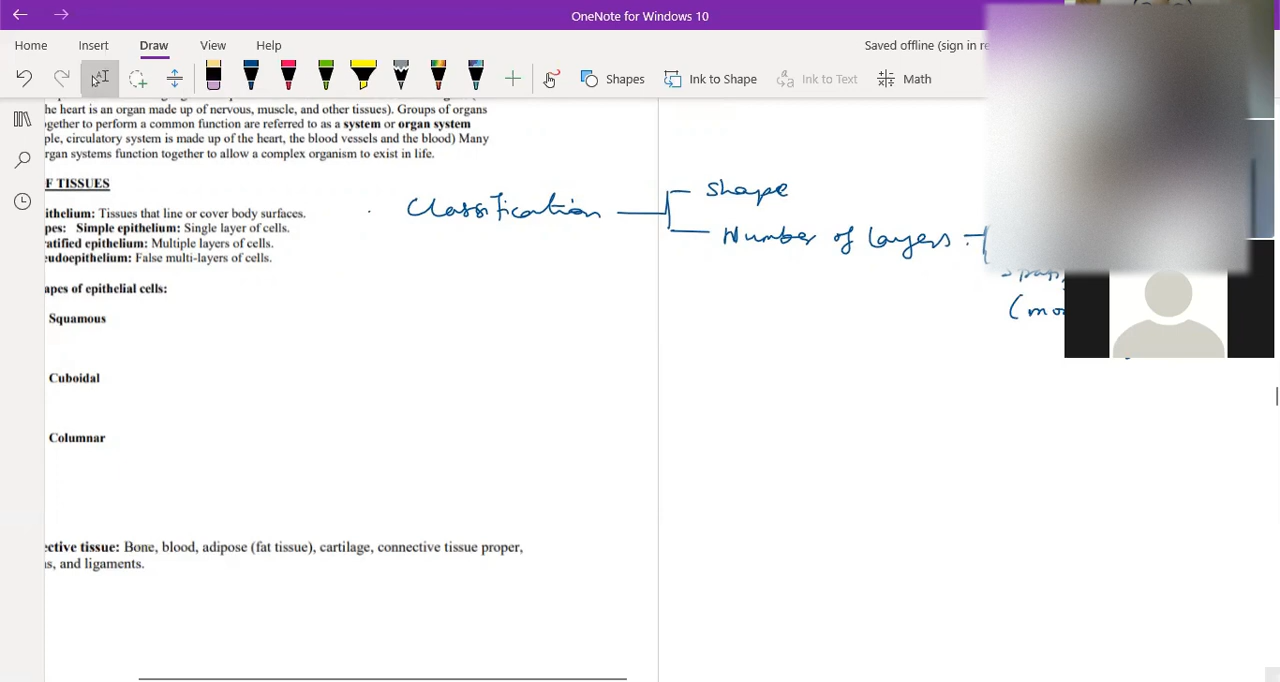 OneNote for Windows 10
Home Insert Draw View Help
Saved offline (sign in re
Shapes Ink to Shape Ink to Text Math
he heart is an organ made up of nervous, muscle, and other tissues). Groups of organs
gether to perform a common function are referred to as a system or organ system
ple, circulatory system is made up of the heart, the blood vessels and the blood) Many
rgan systems function together to allow a complex organism to exist in life.
F TISSUES
ithelium: Tissues that line or cover body surfaces.
pes: Simple epithelium: Single layer of cells.
atified epithelium: Multiple layers of cells.
eudoepithelium: False multi-layers of cells.
Classification
Shape
Number of layers :
(mo
apes of epithelial cells:
Squamous
Cuboidal
Columnar
ective tissue: Bone, blood, adipose (fat tissue), cartilage, connective tissue proper,
s, and ligaments.